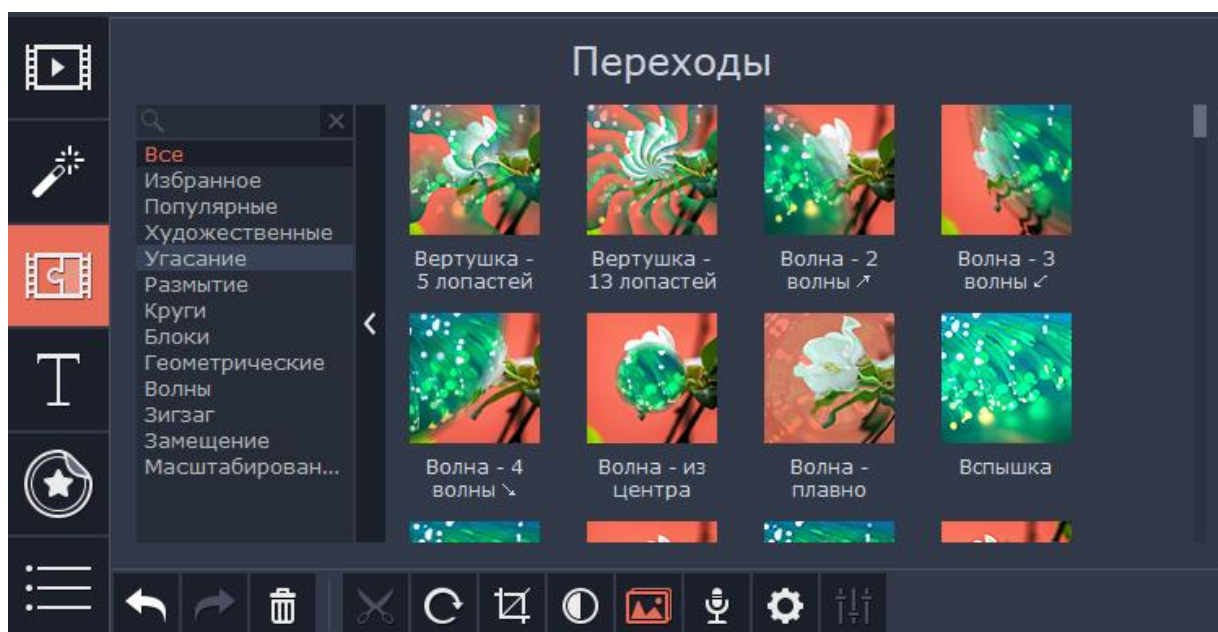 Переходы
Все
Избранное
Популярные
Художественные
Угасание
Размытие
Круги
Блоки
Геометрические
Волны
Зигзаг
Замещение
Масштабирован...
Вертушка -
5 лопастей
Вертушка -
13 лопастей
Волна - 2
волны ↗
Волна - 3
волны ↙
Волна - 4
волны ↘
Волна - из
центра
Волна -
плавно
Вспышка